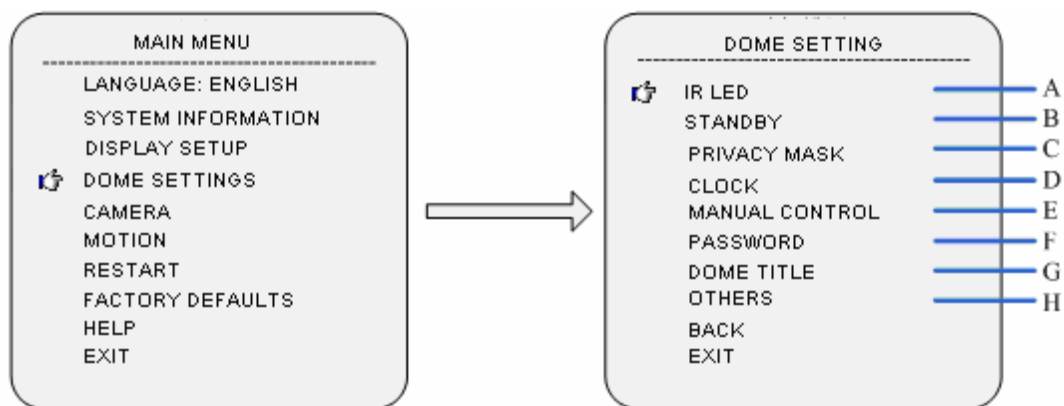 MAIN MENU
LANGUAGE: ENGLISH
SYSTEM INFORMATION
DISPLAY SETUP
DOME SETTINGS
CAMERA
MOTION
RESTART
FACTORY DEFAULTS
HELP
EXIT
DOME SETTING
IR LED A
STANDBY B
PRIVACY MASK C
CLOCK D
MANUAL CONTROL E
PASSWORD F
DOME TITLE G
OTHERS H
BACK
EXIT